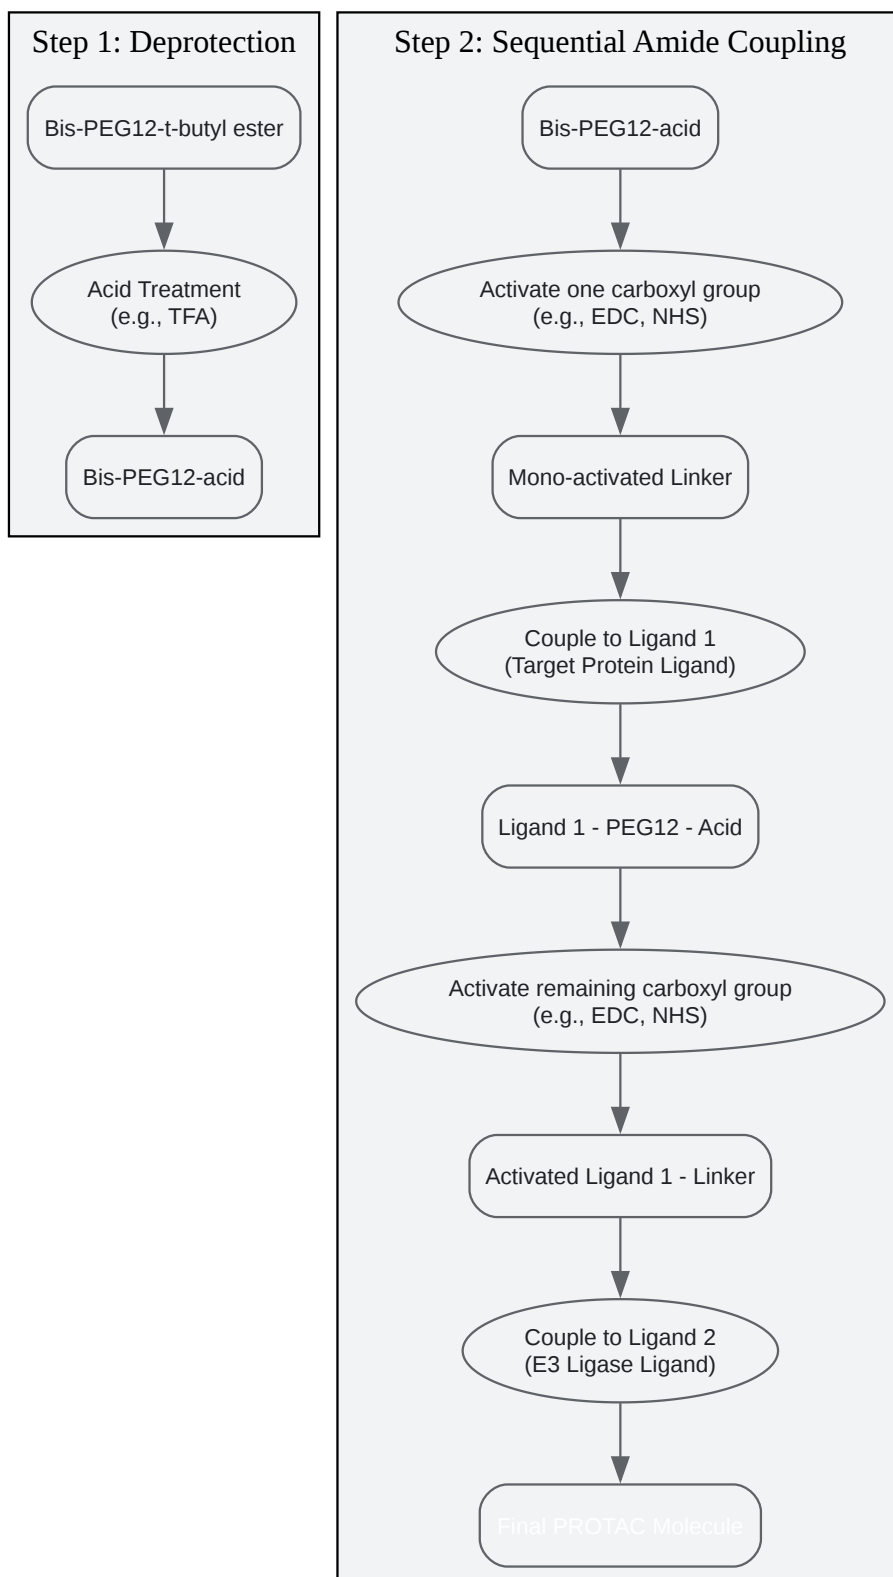 Step 1: Deprotection
Bis-PEG12-t-butyl ester
Acid Treatment
(e.g., TFA)
Bis-PEG12-acid
Step 2: Sequential Amide Coupling
Bis-PEG12-acid
Activate one carboxyl group
(e.g., EDC, NHS)
Mono-activated Linker
Couple to Ligand 1
(Target Protein Ligand)
Ligand 1 - PEG12 - Acid
Activate remaining carboxyl group
(e.g., EDC, NHS)
Activated Ligand 1 - Linker
Couple to Ligand 2
(E3 Ligase Ligand)
Final PROTAC Molecule